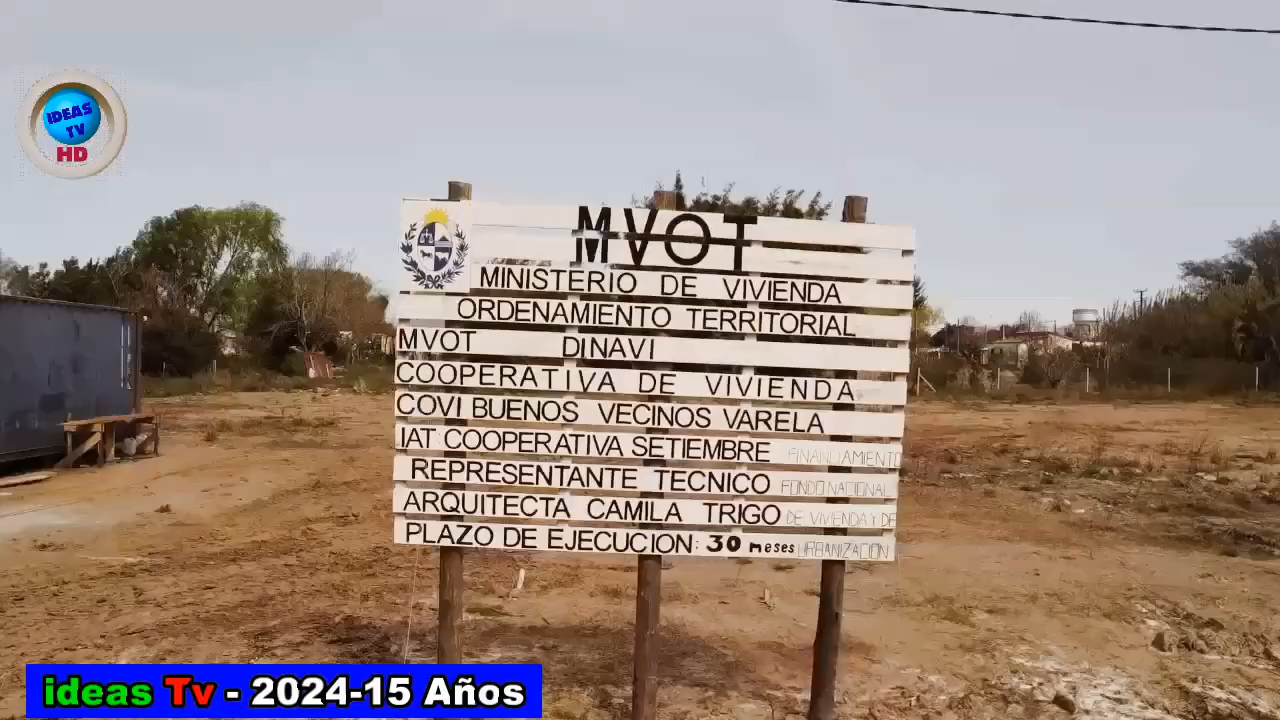 IDEAS
TV
HD
MVOT
MINISTERIO DE VIVIENDA
ORDENAMIENTO TERRITORIAL
MVOT DINAVI
COOPERATIVA DE VIVIENDA
COVI BUENOS VECINOS VARELA
IAT COOPERATIVA SETIEMBRE FINANCIAMIENTO
REPRESENTANTE TECNICO FONDO NACIONAL
ARQUITECTA CAMILA TRIGO DE VIVIENDA Y DE
PLAZO DE EJECUCION: 30 meses URBANIZACION
ideas Tv - 2024-15 Años